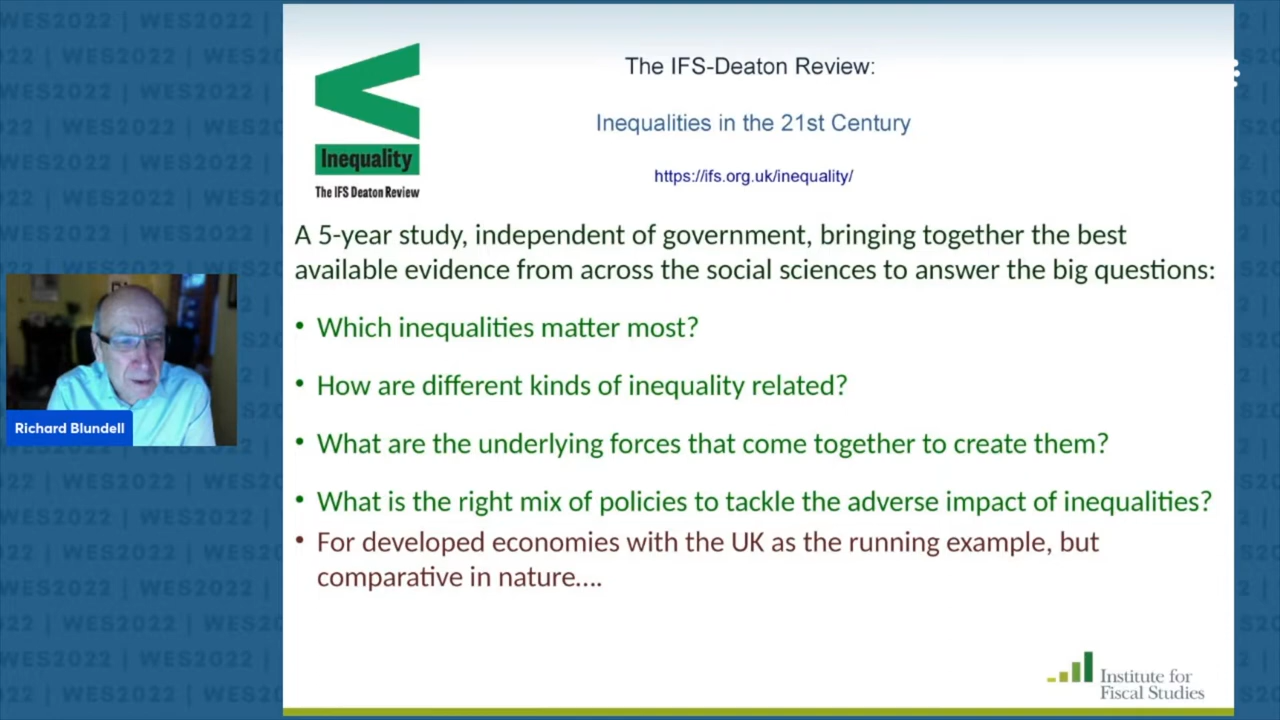 WES2022 | WES2022 | WES2022
The IFS-Deaton Review:
Inequalities in the 21st Century
https://ifs.org.uk/inequality/
Inequality
The IFS Deaton Review
A 5-year study, independent of government, bringing together the best
available evidence from across the social sciences to answer the big questions:
• Which inequalities matter most?
• How are different kinds of inequality related?
• What are the underlying forces that come together to create them?
• What is the right mix of policies to tackle the adverse impact of inequalities?
• For developed economies with the UK as the running example, but
comparative in nature….
Richard Blundell
Institute for
Fiscal Studies